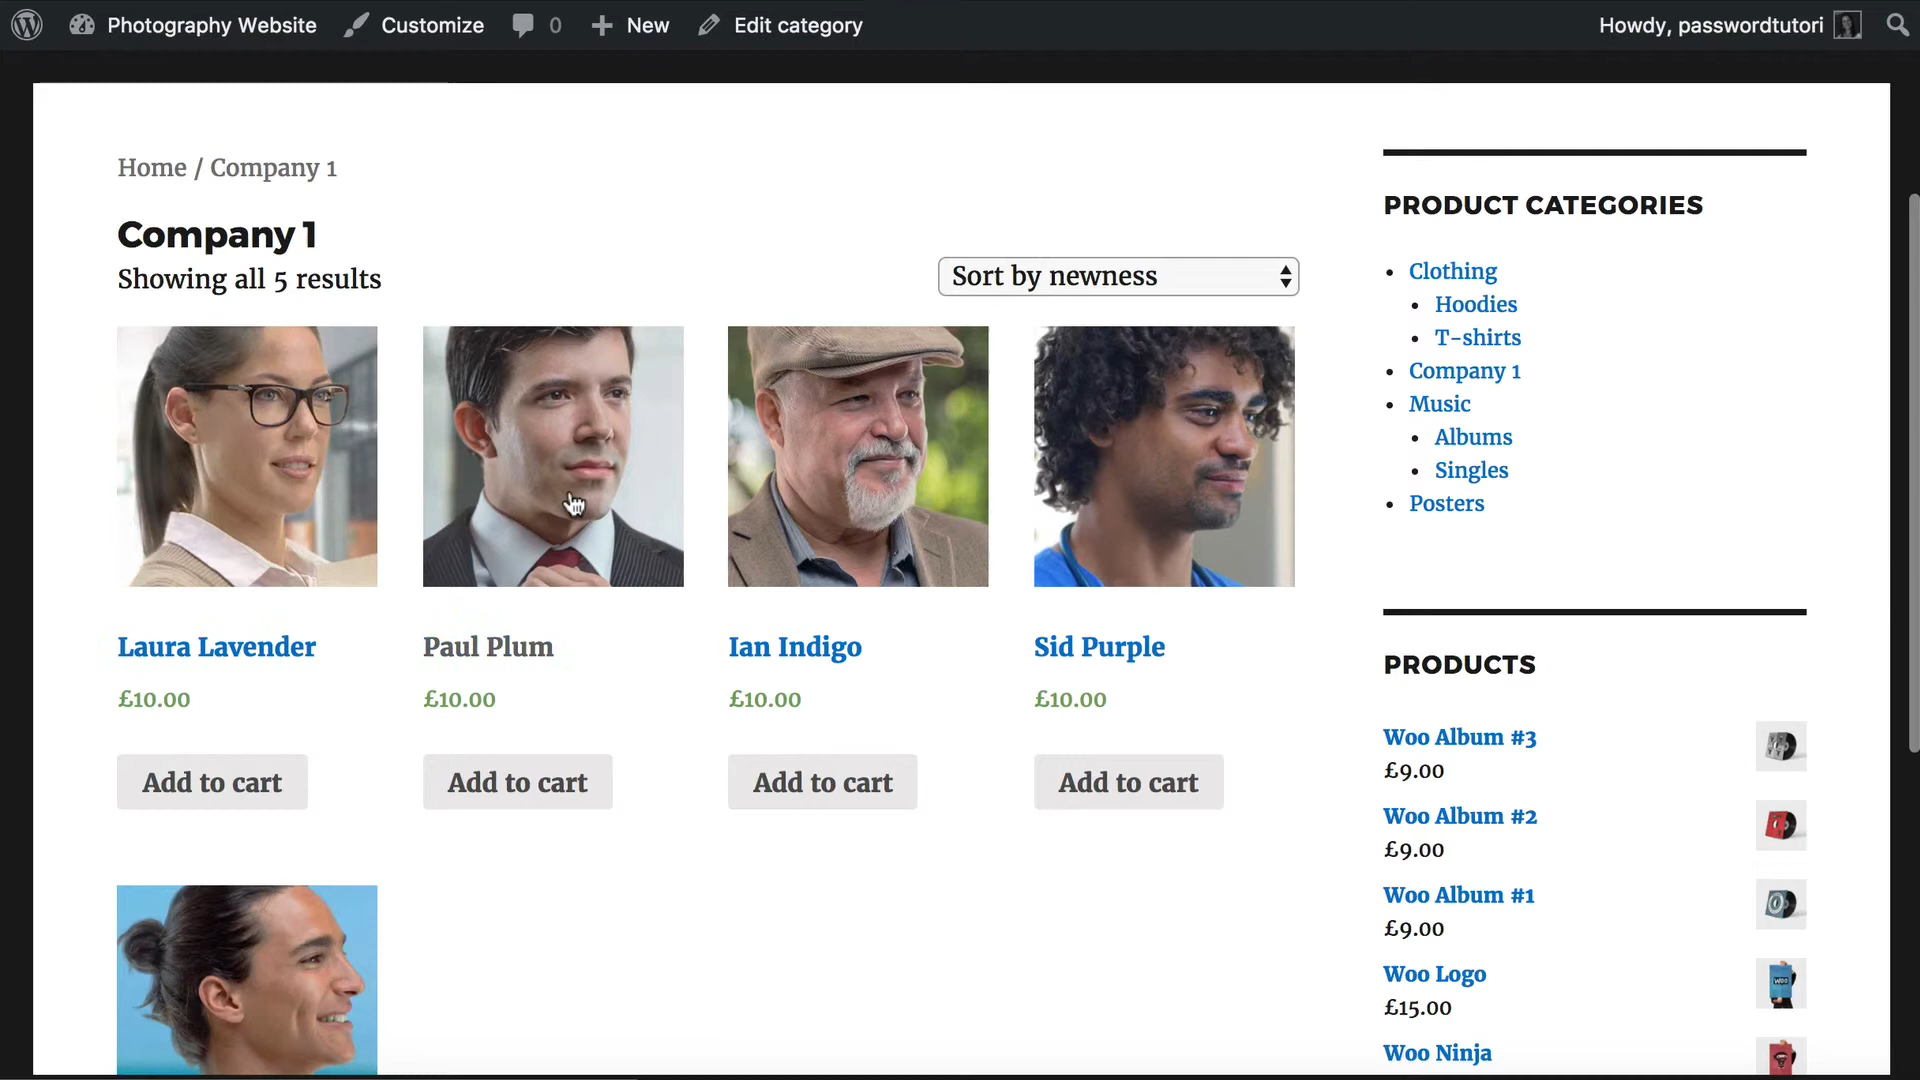 Photography Website Customize 0 New Edit category Howdy, passwordtutori
Home / Company 1
Company 1
Showing all 5 results
Sort by newness
Laura Lavender
£10.00
Add to cart
Paul Plum
£10.00
Add to cart
Ian Indigo
£10.00
Add to cart
Sid Purple
£10.00
Add to cart
PRODUCT CATEGORIES
Clothing
Hoodies
T-shirts
Company 1
Music
Albums
Singles
Posters
PRODUCTS
Woo Album #3
£9.00
Woo Album #2
£9.00
Woo Album #1
£9.00
Woo Logo
£15.00
WOO
Woo Ninja